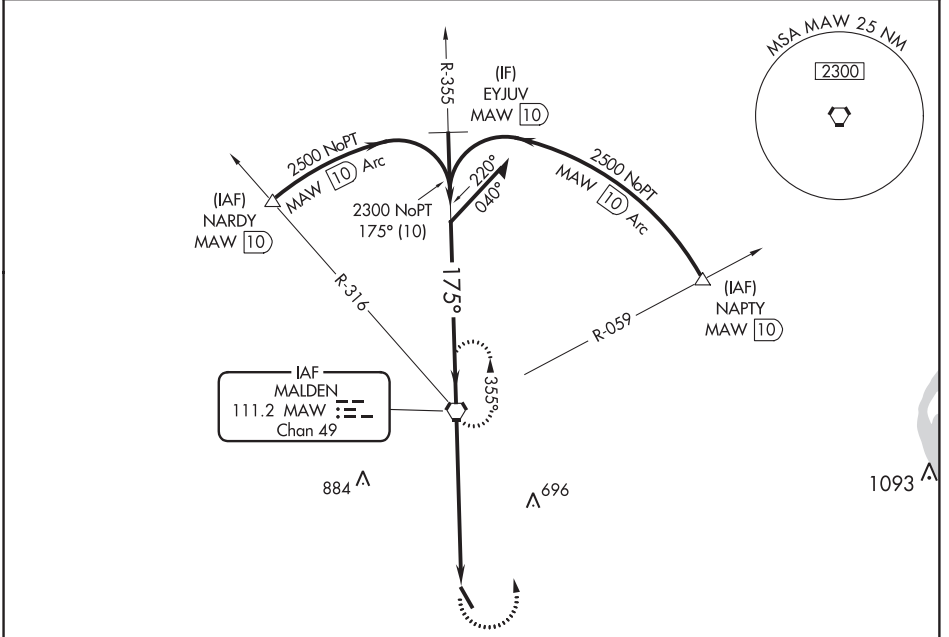 MSA MAW 25 NM
2300
R-355
(IF)
EYJUV
MAW 10
2500 NoPT
MAW 10 Arc
2500 NoPT
MAW 10 Arc
220°
040°
(IAF)
NARDY
MAW 10
2300 NoPT
175° (10)
175°
R-316
R-059
(IAF)
NAPTY
MAW 10
IAF
MALDEN
111.2 MAW
Chan 49
355°
884
696
1093